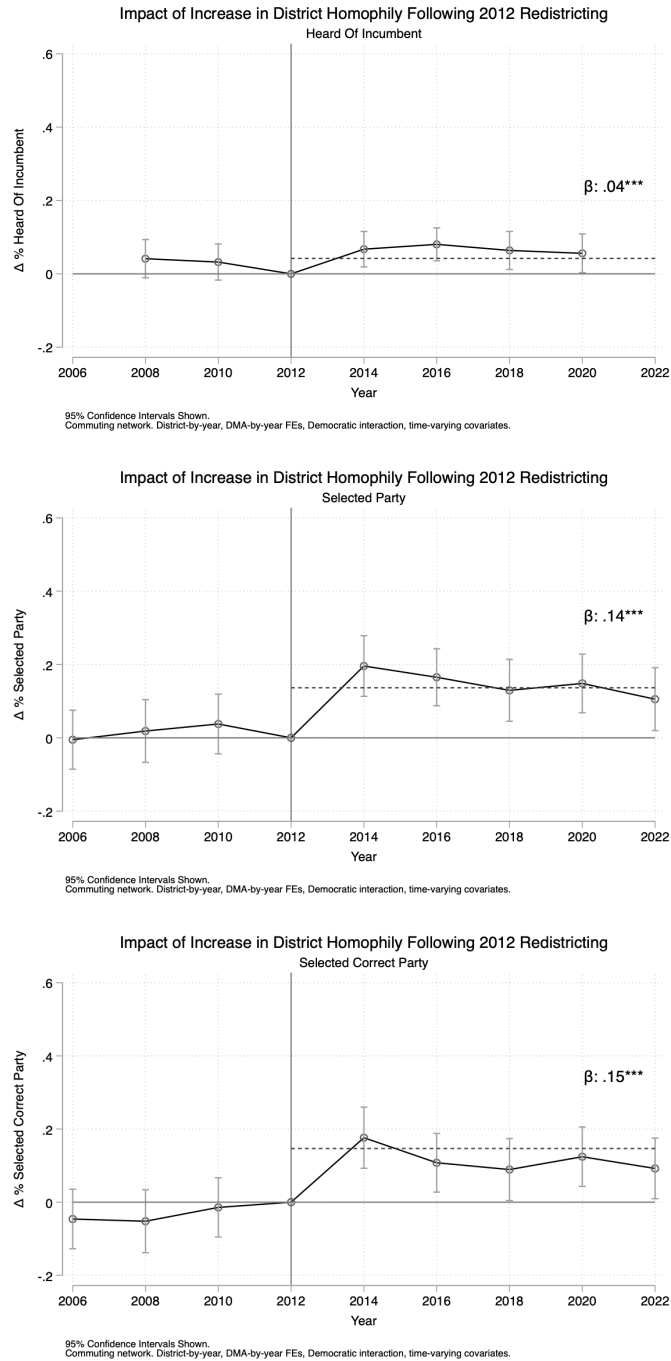 Impact of Increase in District Homophily Following 2012 Redistricting
Heard Of Incumbent
Δ % Heard Of Incumbent
.6
.4
.2
0
-.2
β: .04***
2006 2008 2010 2012 2014 2016 2018 2020 2022
Year
95% Confidence Intervals Shown.
Commuting network. District-by-year, DMA-by-year FEs, Democratic interaction, time-varying covariates.
Impact of Increase in District Homophily Following 2012 Redistricting
Selected Party
Δ % Selected Party
.6
.4
.2
0
-.2
β: .14***
2006 2008 2010 2012 2014 2016 2018 2020 2022
Year
95% Confidence Intervals Shown.
Commuting network. District-by-year, DMA-by-year FEs, Democratic interaction, time-varying covariates.
Impact of Increase in District Homophily Following 2012 Redistricting
Selected Correct Party
Δ % Selected Correct Party
.6
.4
.2
0
-.2
β: .15***
2006 2008 2010 2012 2014 2016 2018 2020 2022
Year
95% Confidence Intervals Shown.
Commuting network. District-by-year, DMA-by-year FEs, Democratic interaction, time-varying covariates.